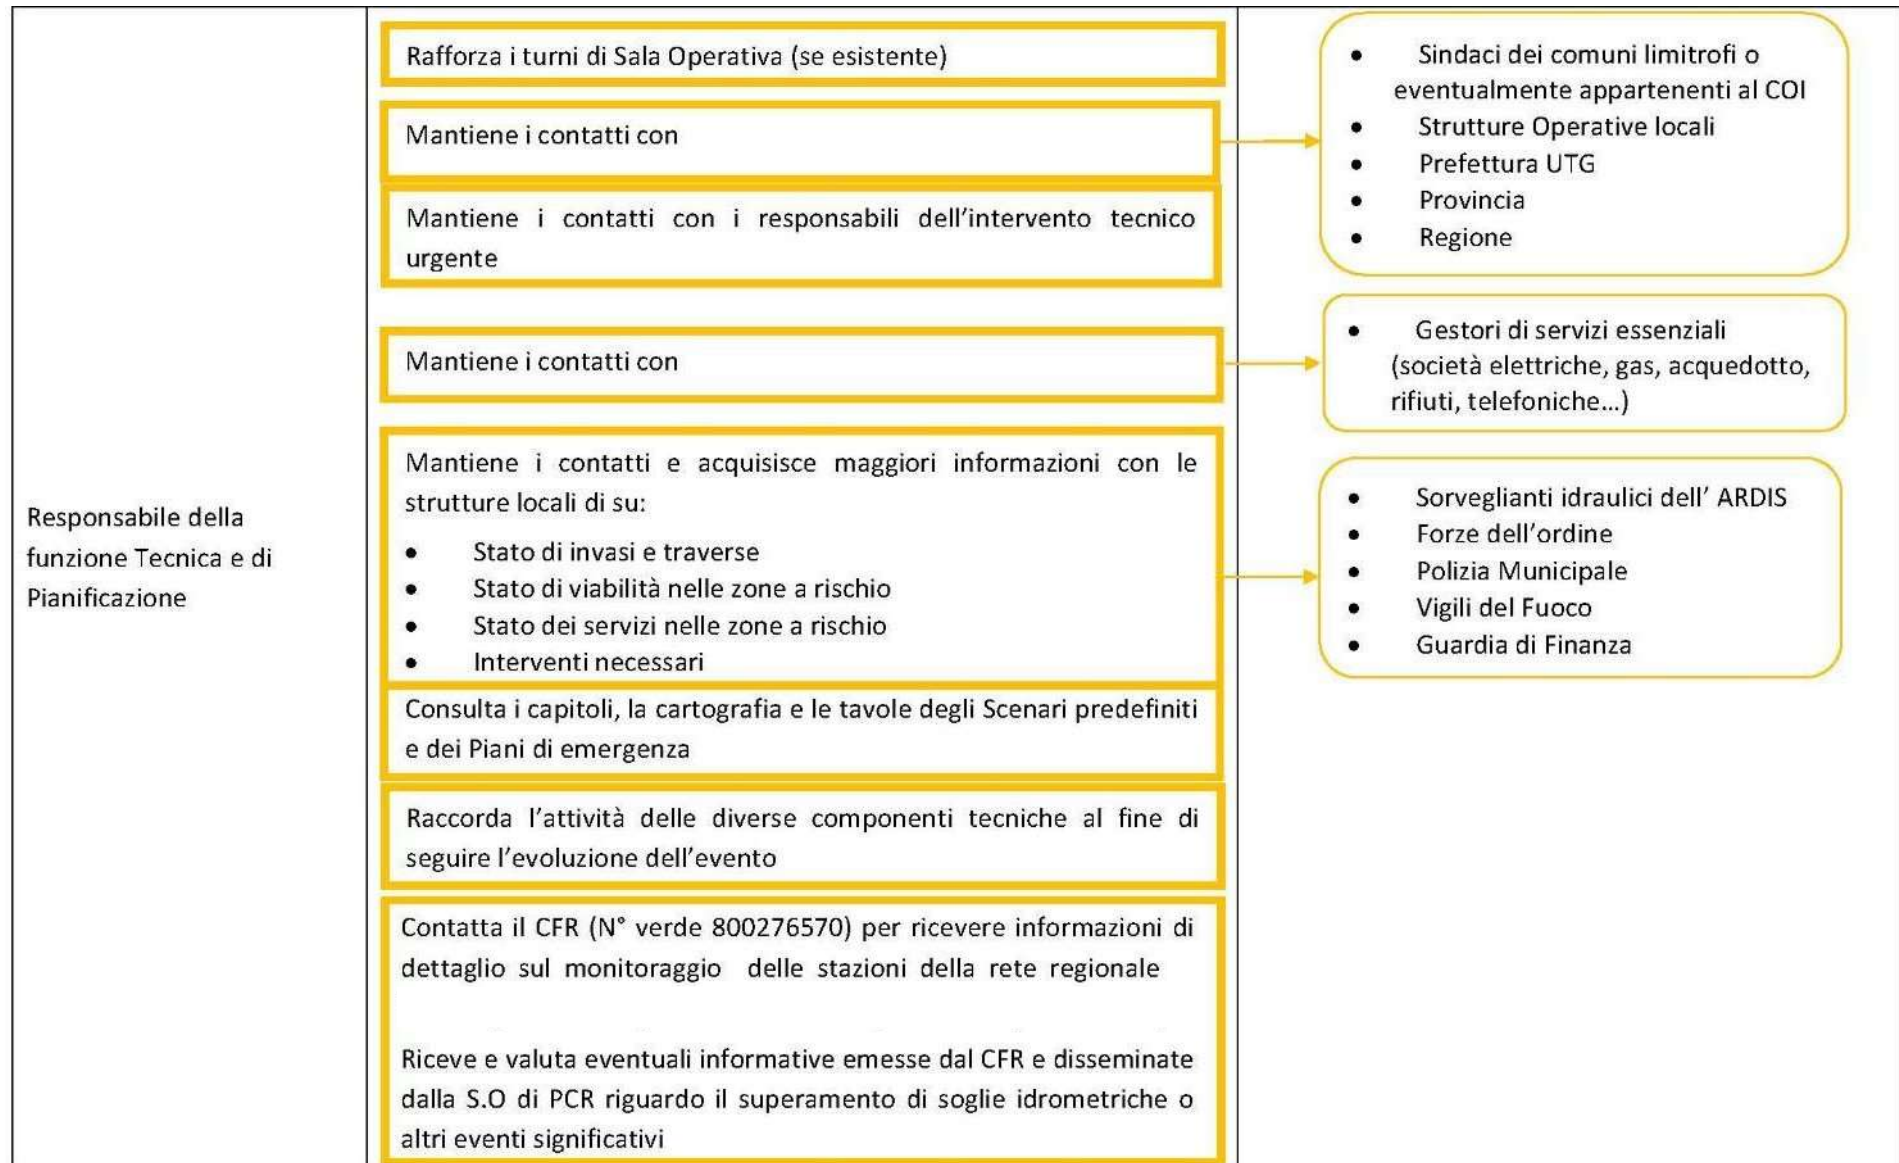 Responsabile della
funzione Tecnica e di
Pianificazione
Rafforza i turni di Sala Operativa (se esistente)
Mantiene i contatti con
• Sindaci dei comuni limitrofi o
eventualmente appartenenti al COI
• Strutture Operative locali
• Prefettura UTG
• Provincia
• Regione
Mantiene i contatti con i responsabili dell'intervento tecnico
urgente
Mantiene i contatti con
• Gestori di servizi essenziali
(società elettriche, gas, acquedotto,
rifiuti, telefoniche...)
Mantiene i contatti e acquisisce maggiori informazioni con le
strutture locali di su:
• Stato di invasi e traverse
• Stato di viabilità nelle zone a rischio
• Stato dei servizi nelle zone a rischio
• Interventi necessari
• Sorveglianti idraulici dell' ARDIS
• Forze dell'ordine
• Polizia Municipale
• Vigili del Fuoco
• Guardia di Finanza
Consulta i capitoli, la cartografia e le tavole degli Scenari predefiniti
e dei Piani di emergenza
Raccorda l'attività delle diverse componenti tecniche al fine di
seguire l'evoluzione dell'evento
Contatta il CFR (N° verde 800276570) per ricevere informazioni di
dettaglio sul monitoraggio delle stazioni della rete regionale
Riceve e valuta eventuali informative emesse dal CFR e disseminate
dalla S.O di PCR riguardo il superamento di soglie idrometriche o
altri eventi significativi